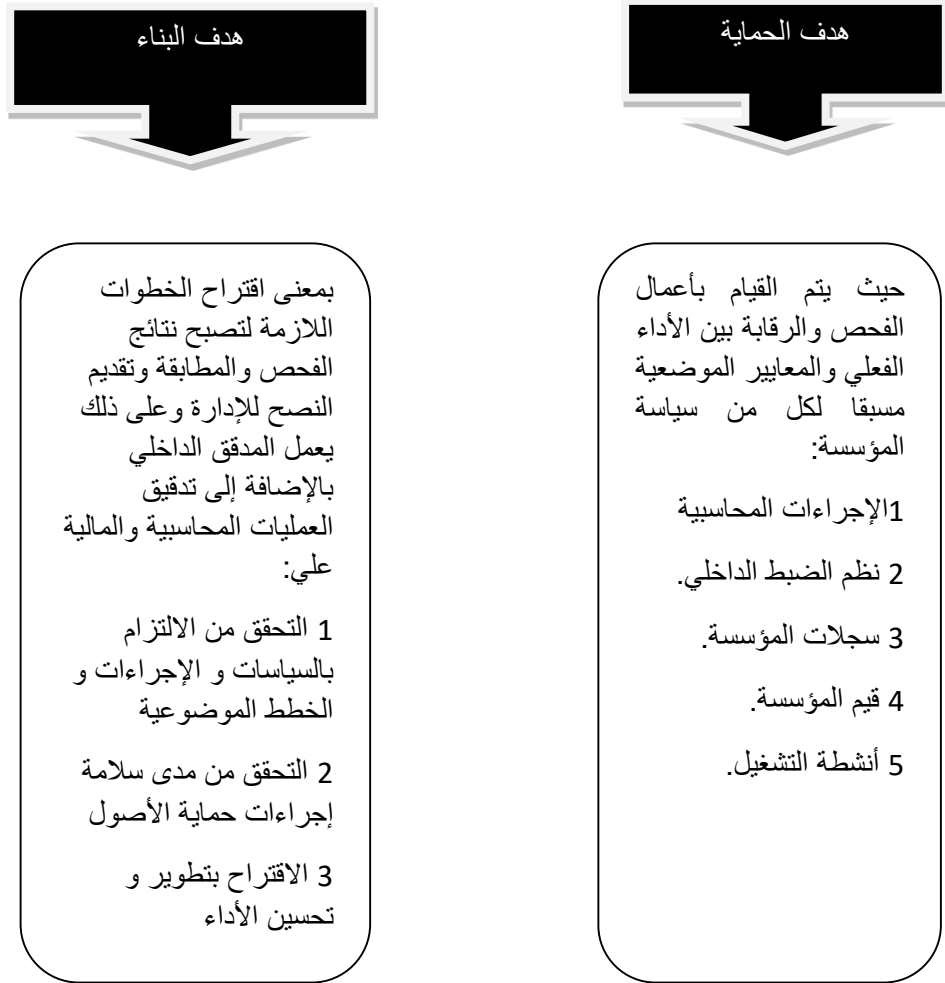 هدف الحماية
حيث يتم القيام بأعمال
الفحص والرقابة بين الأداء
الفعلي والمعايير الموضعية
مسبقا لكل من سياسة
المؤسسة:
1الإجراءات المحاسبية
2 نظم الضبط الداخلي.
3 سجلات المؤسسة.
4 قيم المؤسسة.
5 أنشطة التشغيل.
هدف البناء
بمعنى اقتراح الخطوات
اللازمة لتصبح نتائج
الفحص والمطابقة وتقديم
النصح للإدارة وعلى ذلك
يعمل المدقق الداخلي
بالإضافة إلى تدقيق
العمليات المحاسبية والمالية
علي:
1 التحقق من الالتزام
بالسياسات و الإجراءات و
الخطط الموضوعية
2 التحقق من مدى سلامة
إجراءات حماية الأصول
3 الاقتراح بتطوير و
تحسين الأداء